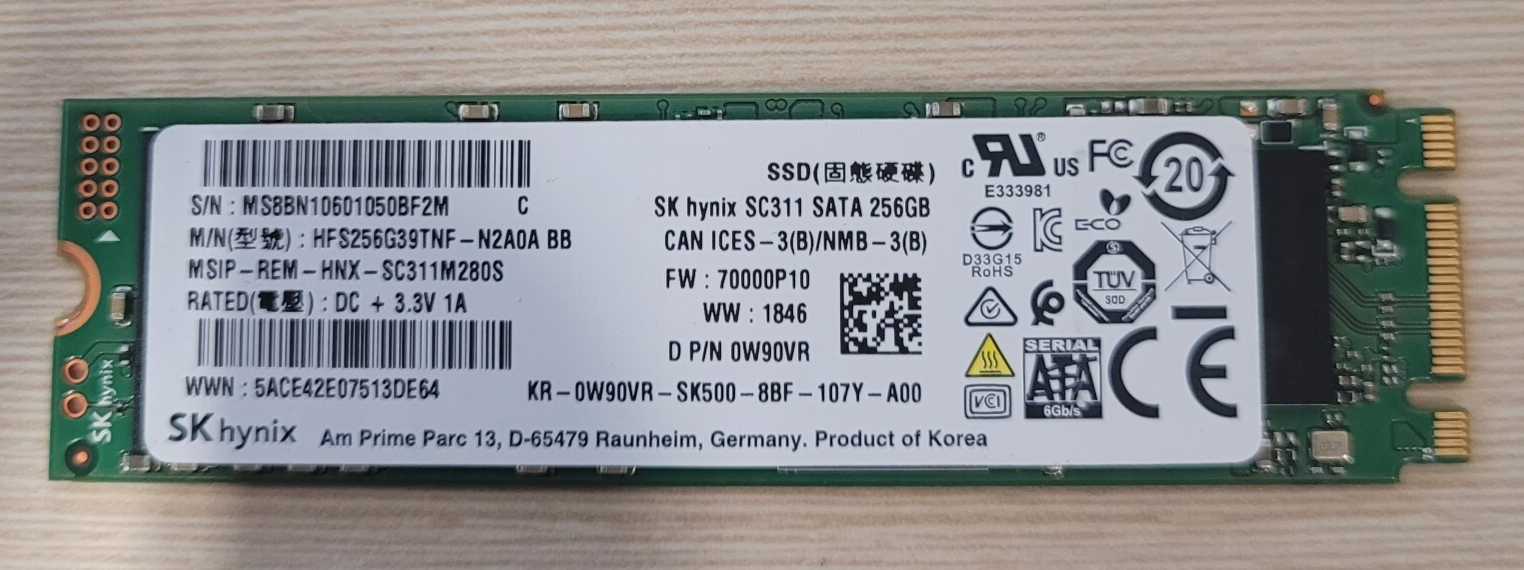 S/N : MS8BN10601050BF2M C
M/N(型號) : HFS256G39TNF-N2A0A BB
MSIP-REM-HNX-SC311M280S
RATED(電壓) : DC + 3.3V 1A
WWN : 5ACE42E07513DE64
SSD(固態硬碟)
SK hynix SC311 SATA 256GB
CAN ICES-3(B)/NMB-3(B)
FW : 70000P10
WW : 1846
D P/N 0W90VR
KR-0W90VR-SK500-8BF-107Y-A00
SK hynix Am Prime Parc 13, D-65479 Raunheim, Germany. Product of Korea
c RU US FC 20
E333981
ECO
D33G15
RoHS
TÜV
SÜD
SERIAL
ATA
6Gb/s
VCI
CE
SK hynix